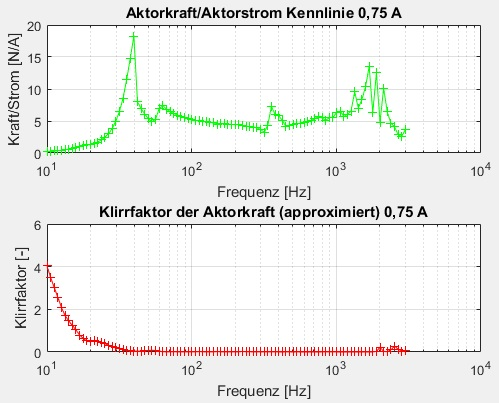 Aktorkraft/Aktorstrom Kennlinie 0,75 A
Kraft/Strom [N/A]
20
15
10
5
0
10^1
10^2
10^3
10^4
Frequenz [Hz]
Klirrfaktor der Aktorkraft (approximiert) 0,75 A
Klirrfaktor [-]
6
4
2
0
10^1
10^2
10^3
10^4
Frequenz [Hz]